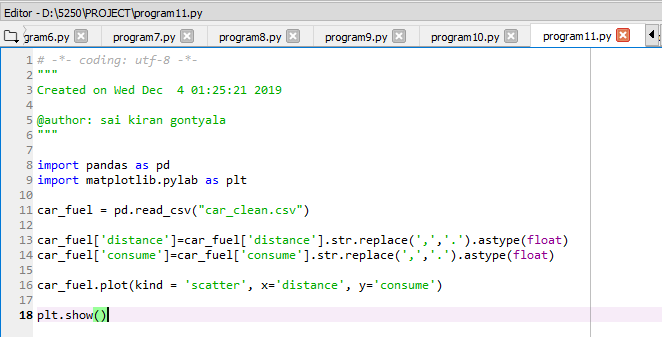 Editor - D:\5250\PROJECT\program11.py
gram6.py program7.py program8.py program9.py program10.py program11.py
1 # -*- coding: utf-8 -*-
2 """
3 Created on Wed Dec  4 01:25:21 2019
4
5 @author: sai kiran gontyala
6 """
7
8 import pandas as pd
9 import matplotlib.pylab as plt
10
11 car_fuel = pd.read_csv("car_clean.csv")
12
13 car_fuel['distance']=car_fuel['distance'].str.replace(',','.').astype(float)
14 car_fuel['consume']=car_fuel['consume'].str.replace(',','.').astype(float)
15
16 car_fuel.plot(kind = 'scatter', x='distance', y='consume')
17
18 plt.show()